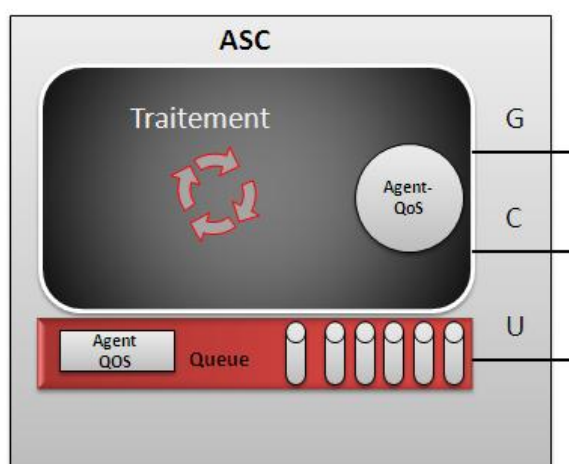 ASC
Traitement
G
Agent-
QoS
C
U
Agent
QOS
Queue